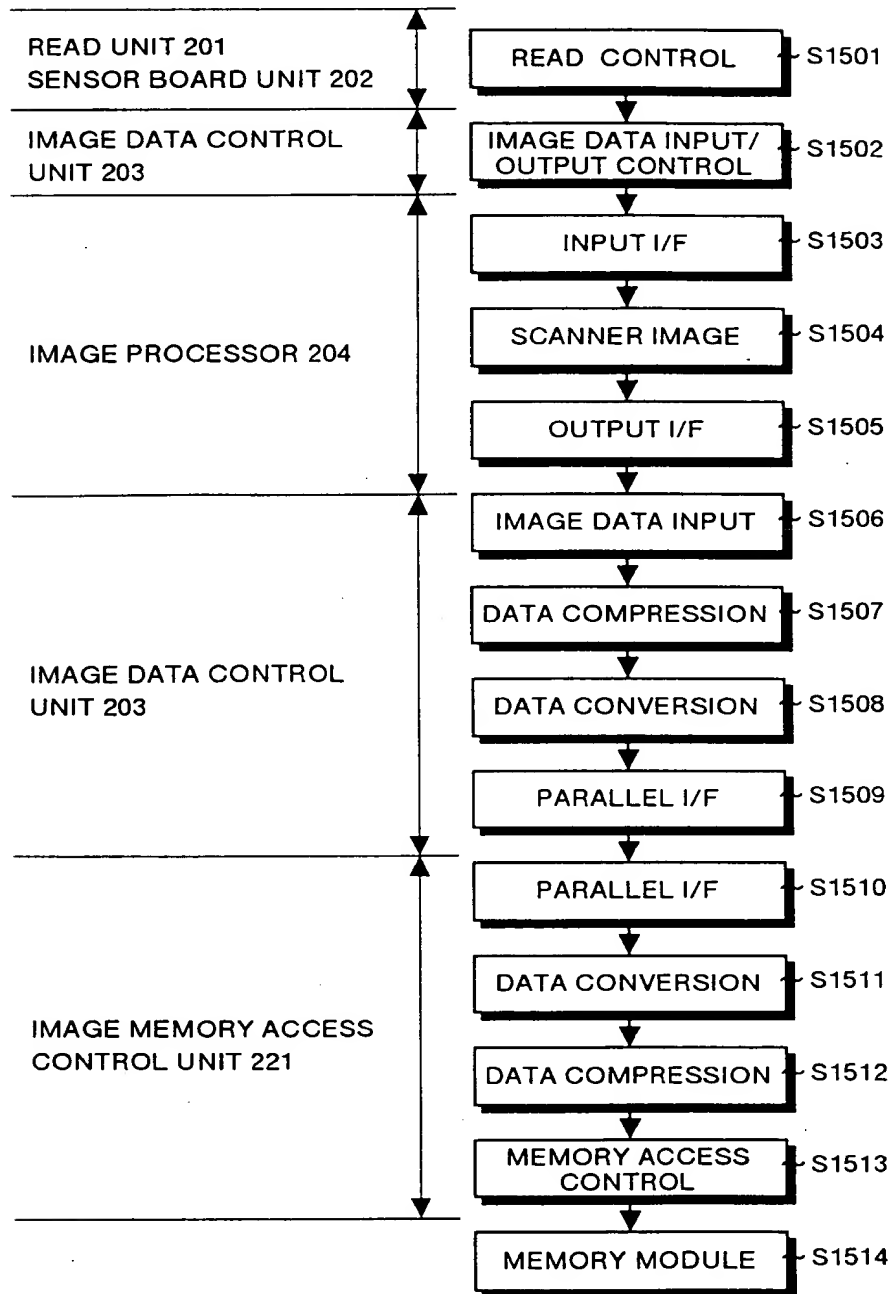 READ UNIT 201
SENSOR BOARD UNIT 202
READ CONTROL
S1501
IMAGE DATA CONTROL
UNIT 203
IMAGE DATA INPUT/
OUTPUT CONTROL
S1502
IMAGE PROCESSOR 204
INPUT I/F
S1503
SCANNER IMAGE
S1504
OUTPUT I/F
S1505
IMAGE DATA CONTROL
UNIT 203
IMAGE DATA INPUT
S1506
DATA COMPRESSION
S1507
DATA CONVERSION
S1508
PARALLEL I/F
S1509
IMAGE MEMORY ACCESS
CONTROL UNIT 221
PARALLEL I/F
S1510
DATA CONVERSION
S1511
DATA COMPRESSION
S1512
MEMORY ACCESS
CONTROL
S1513
MEMORY MODULE
S1514